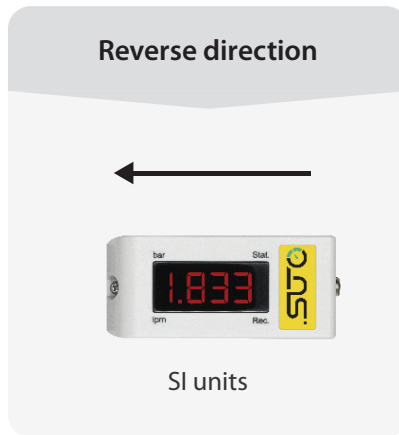 Reverse direction
bar Stat.
1.833
lpm Rec.
SUTO
SI units